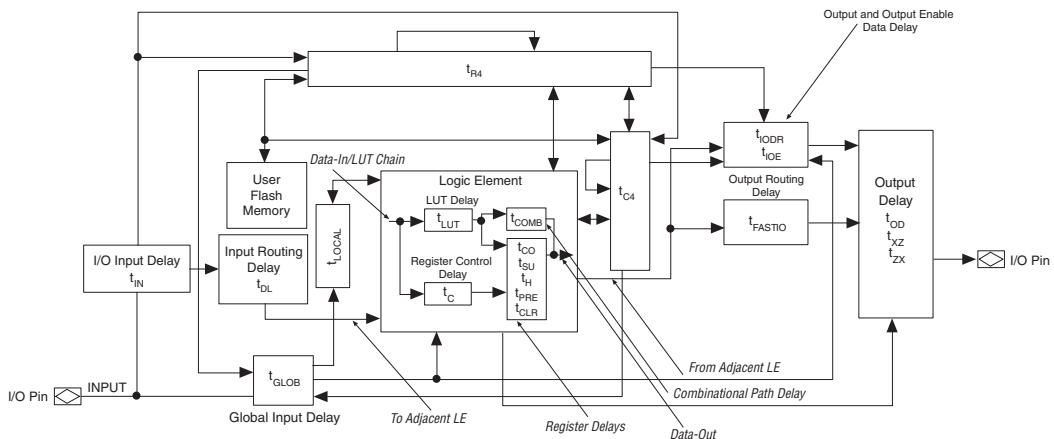 Output and Output Enable
Data Delay
tR4
tIODR
tIOE
Data-In/LUT Chain
User
Flash
Memory
Logic Element
LUT Delay
tLUT
tCOMB
tC4
Output Routing
Delay
tFASTIO
Output
Delay
tOD
tXZ
tZX
I/O Pin
tLOCAL
I/O Input Delay
tIN
Input Routing
Delay
tDL
Register Control
Delay
tC
tCO
tSU
tH
tPRE
tCLR
From Adjacent LE
I/O Pin
INPUT
tGLOB
Global Input Delay
To Adjacent LE
Register Delays
Combinational Path Delay
Data-Out